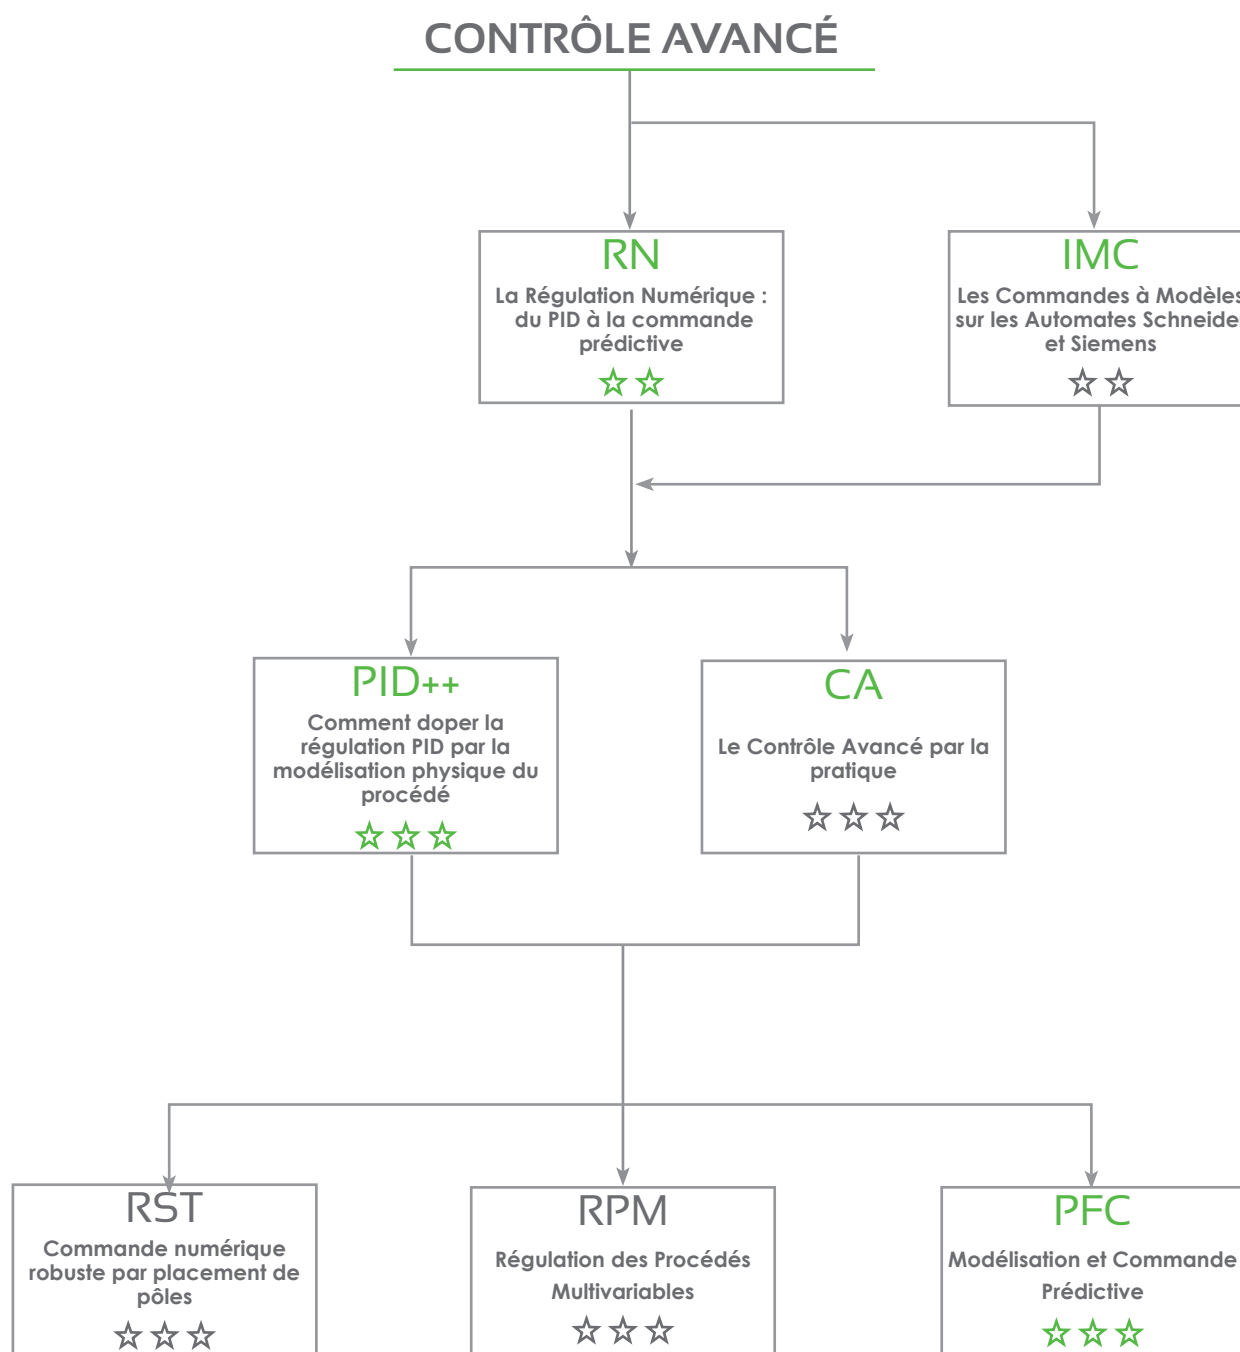 CONTRÔLE AVANCÉ
RN
La Régulation Numérique :
du PID à la commande
prédictive
IMC
Les Commandes à Modèles
sur les Automates Schneider
et Siemens
PID++
Comment doper la
régulation PID par la
modélisation physique du
procédé
CA
Le Contrôle Avancé par la
pratique
RST
Commande numérique
robuste par placement de
pôles
RPM
Régulation des Procédés
Multivariables
PFC
Modélisation et Commande
Prédictive